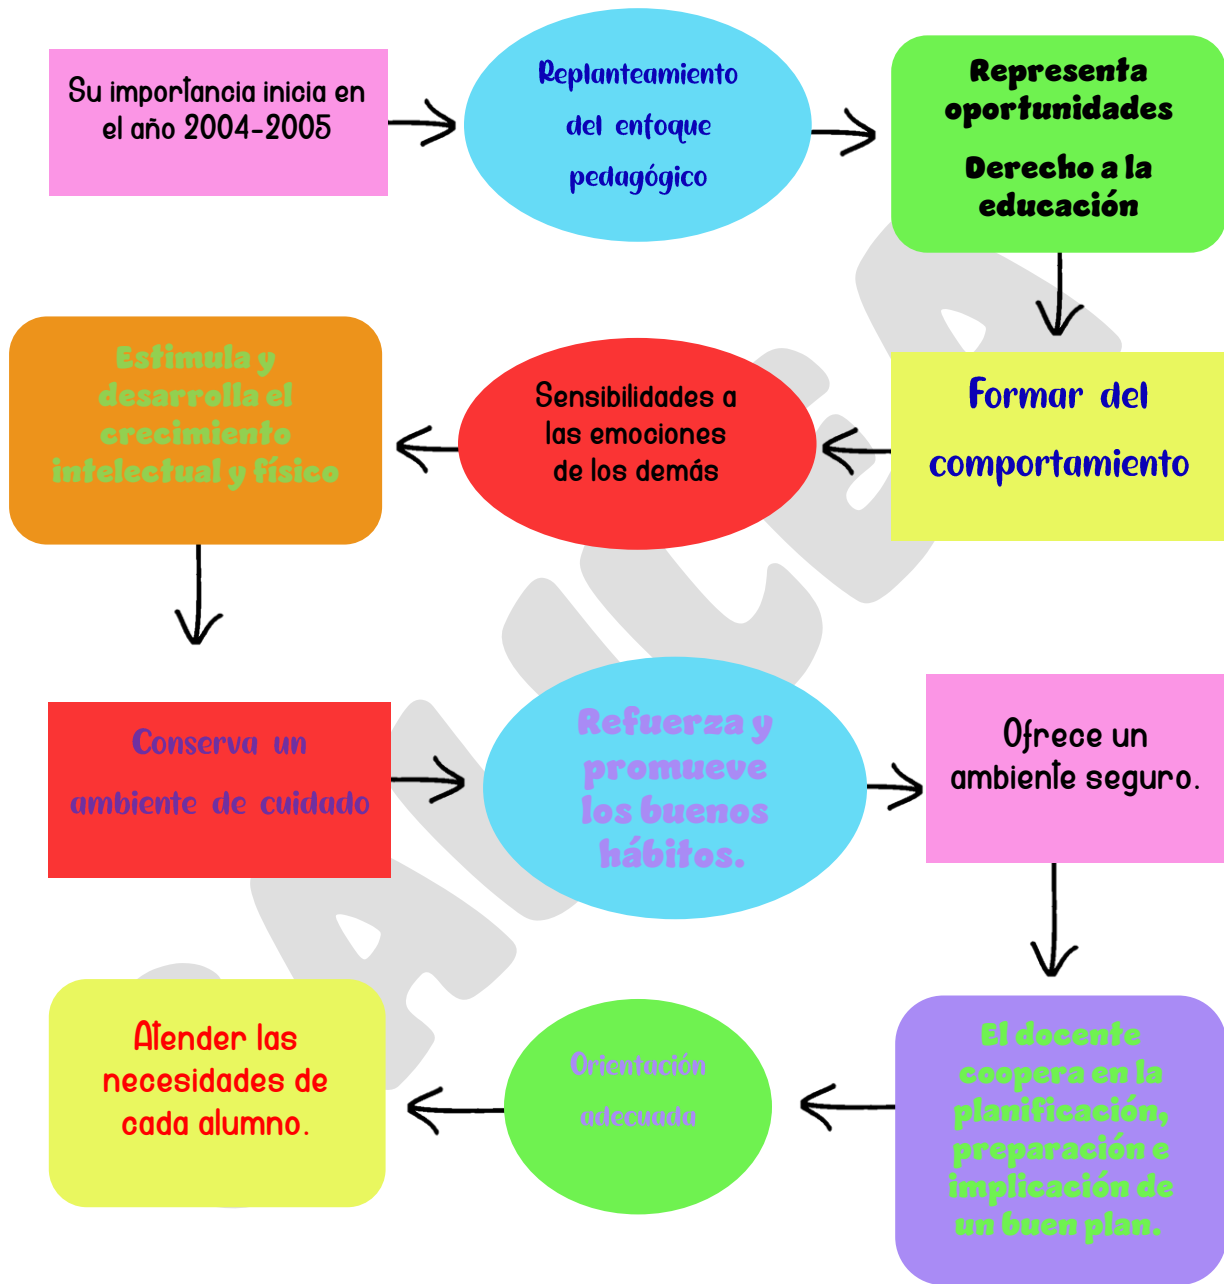 Su importancia inicia en
el año 2004-2005
Replanteamiento
del enfoque
pedagógico
Representa
oportunidades
Derecho a la
educación
Formar del
comportamiento
Sensibilidades a
las emociones
de los demás
Estimula y
desarrolla el
crecimiento
intelectual y físico
Conserva un
ambiente de cuidado
Refuerza y
promueve
los buenos
hábitos.
Ofrece un
ambiente seguro.
El docente
coopera en la
planificación,
preparación e
implicación de
un buen plan.
Orientación
adecuada
Atender las
necesidades de
cada alumno.